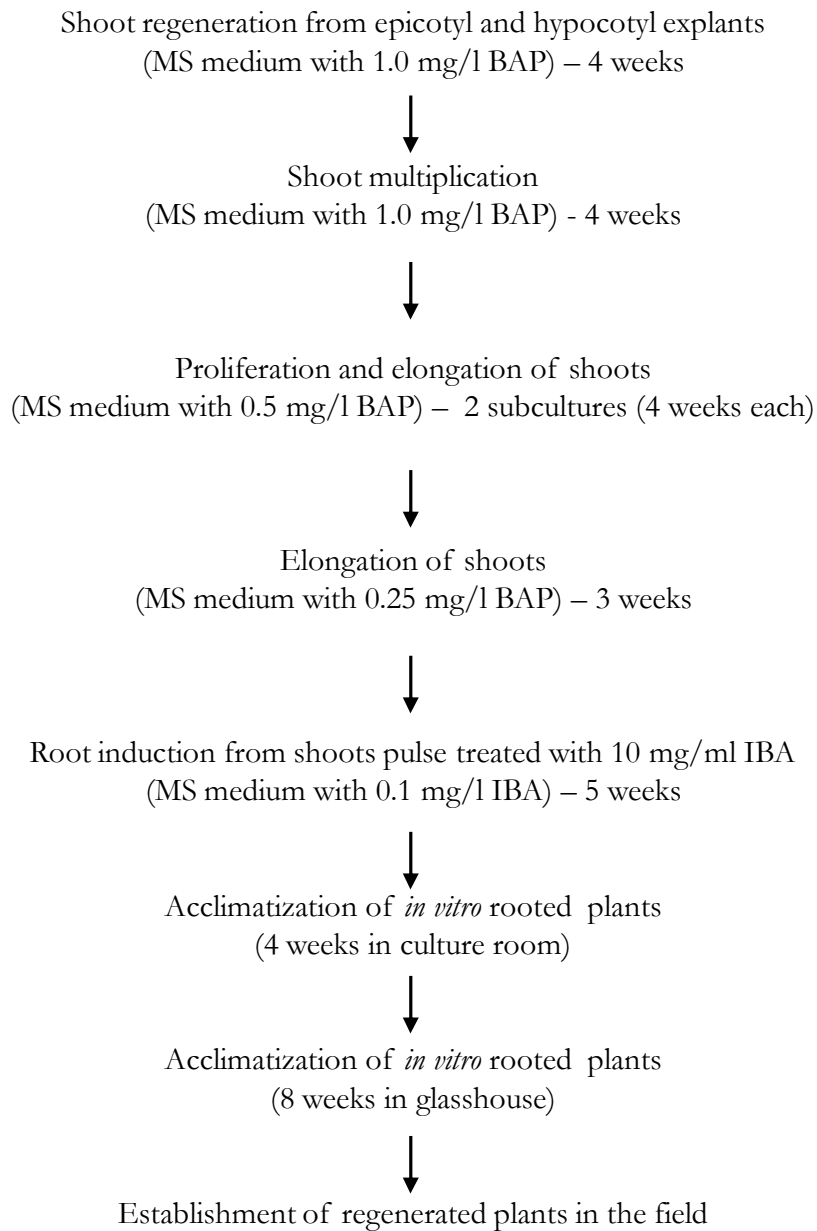 Shoot regeneration from epicotyl and hypocotyl explants
(MS medium with 1.0 mg/l BAP) – 4 weeks
Shoot multiplication
(MS medium with 1.0 mg/l BAP) - 4 weeks
Proliferation and elongation of shoots
(MS medium with 0.5 mg/l BAP) – 2 subcultures (4 weeks each)
Elongation of shoots
(MS medium with 0.25 mg/l BAP) – 3 weeks
Root induction from shoots pulse treated with 10 mg/ml IBA
(MS medium with 0.1 mg/l IBA) – 5 weeks
Acclimatization of in vitro rooted plants
(4 weeks in culture room)
Acclimatization of in vitro rooted plants
(8 weeks in glasshouse)
Establishment of regenerated plants in the field